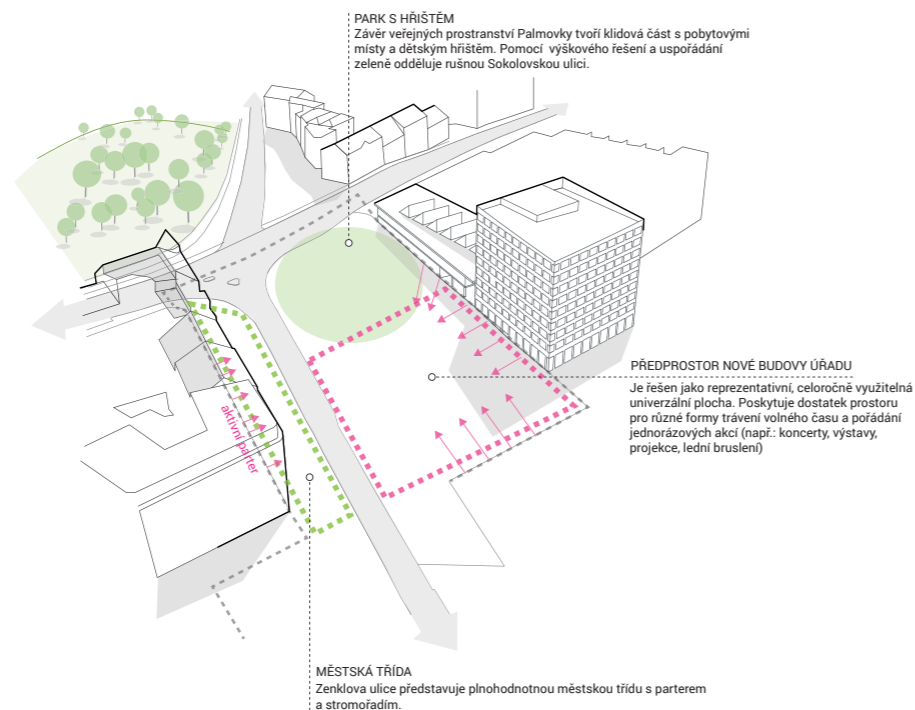 PARK S HŘIŠTĚM
Závěr veřejných prostranství Palmovky tvoří klidová část s pobytovými
místy a dětským hřištěm. Pomocí výškového řešení a uspořádání
zeleně odděluje rušnou Sokolovskou ulici.
PŘEDPROSTOR NOVÉ BUDOVY ÚŘADU
Je řešen jako reprezentativní, celoročně využitelná
univerzální plocha. Poskytuje dostatek prostoru
pro různé formy trávení volného času a pořádání
jednorázových akcí (např.: koncerty, výstavy,
projekce, lední bruslení)
aktivní parter
MĚSTSKÁ TŘÍDA
Zenklova ulice představuje plnohodnotnou městskou třídu s parterem
a stromořadím.